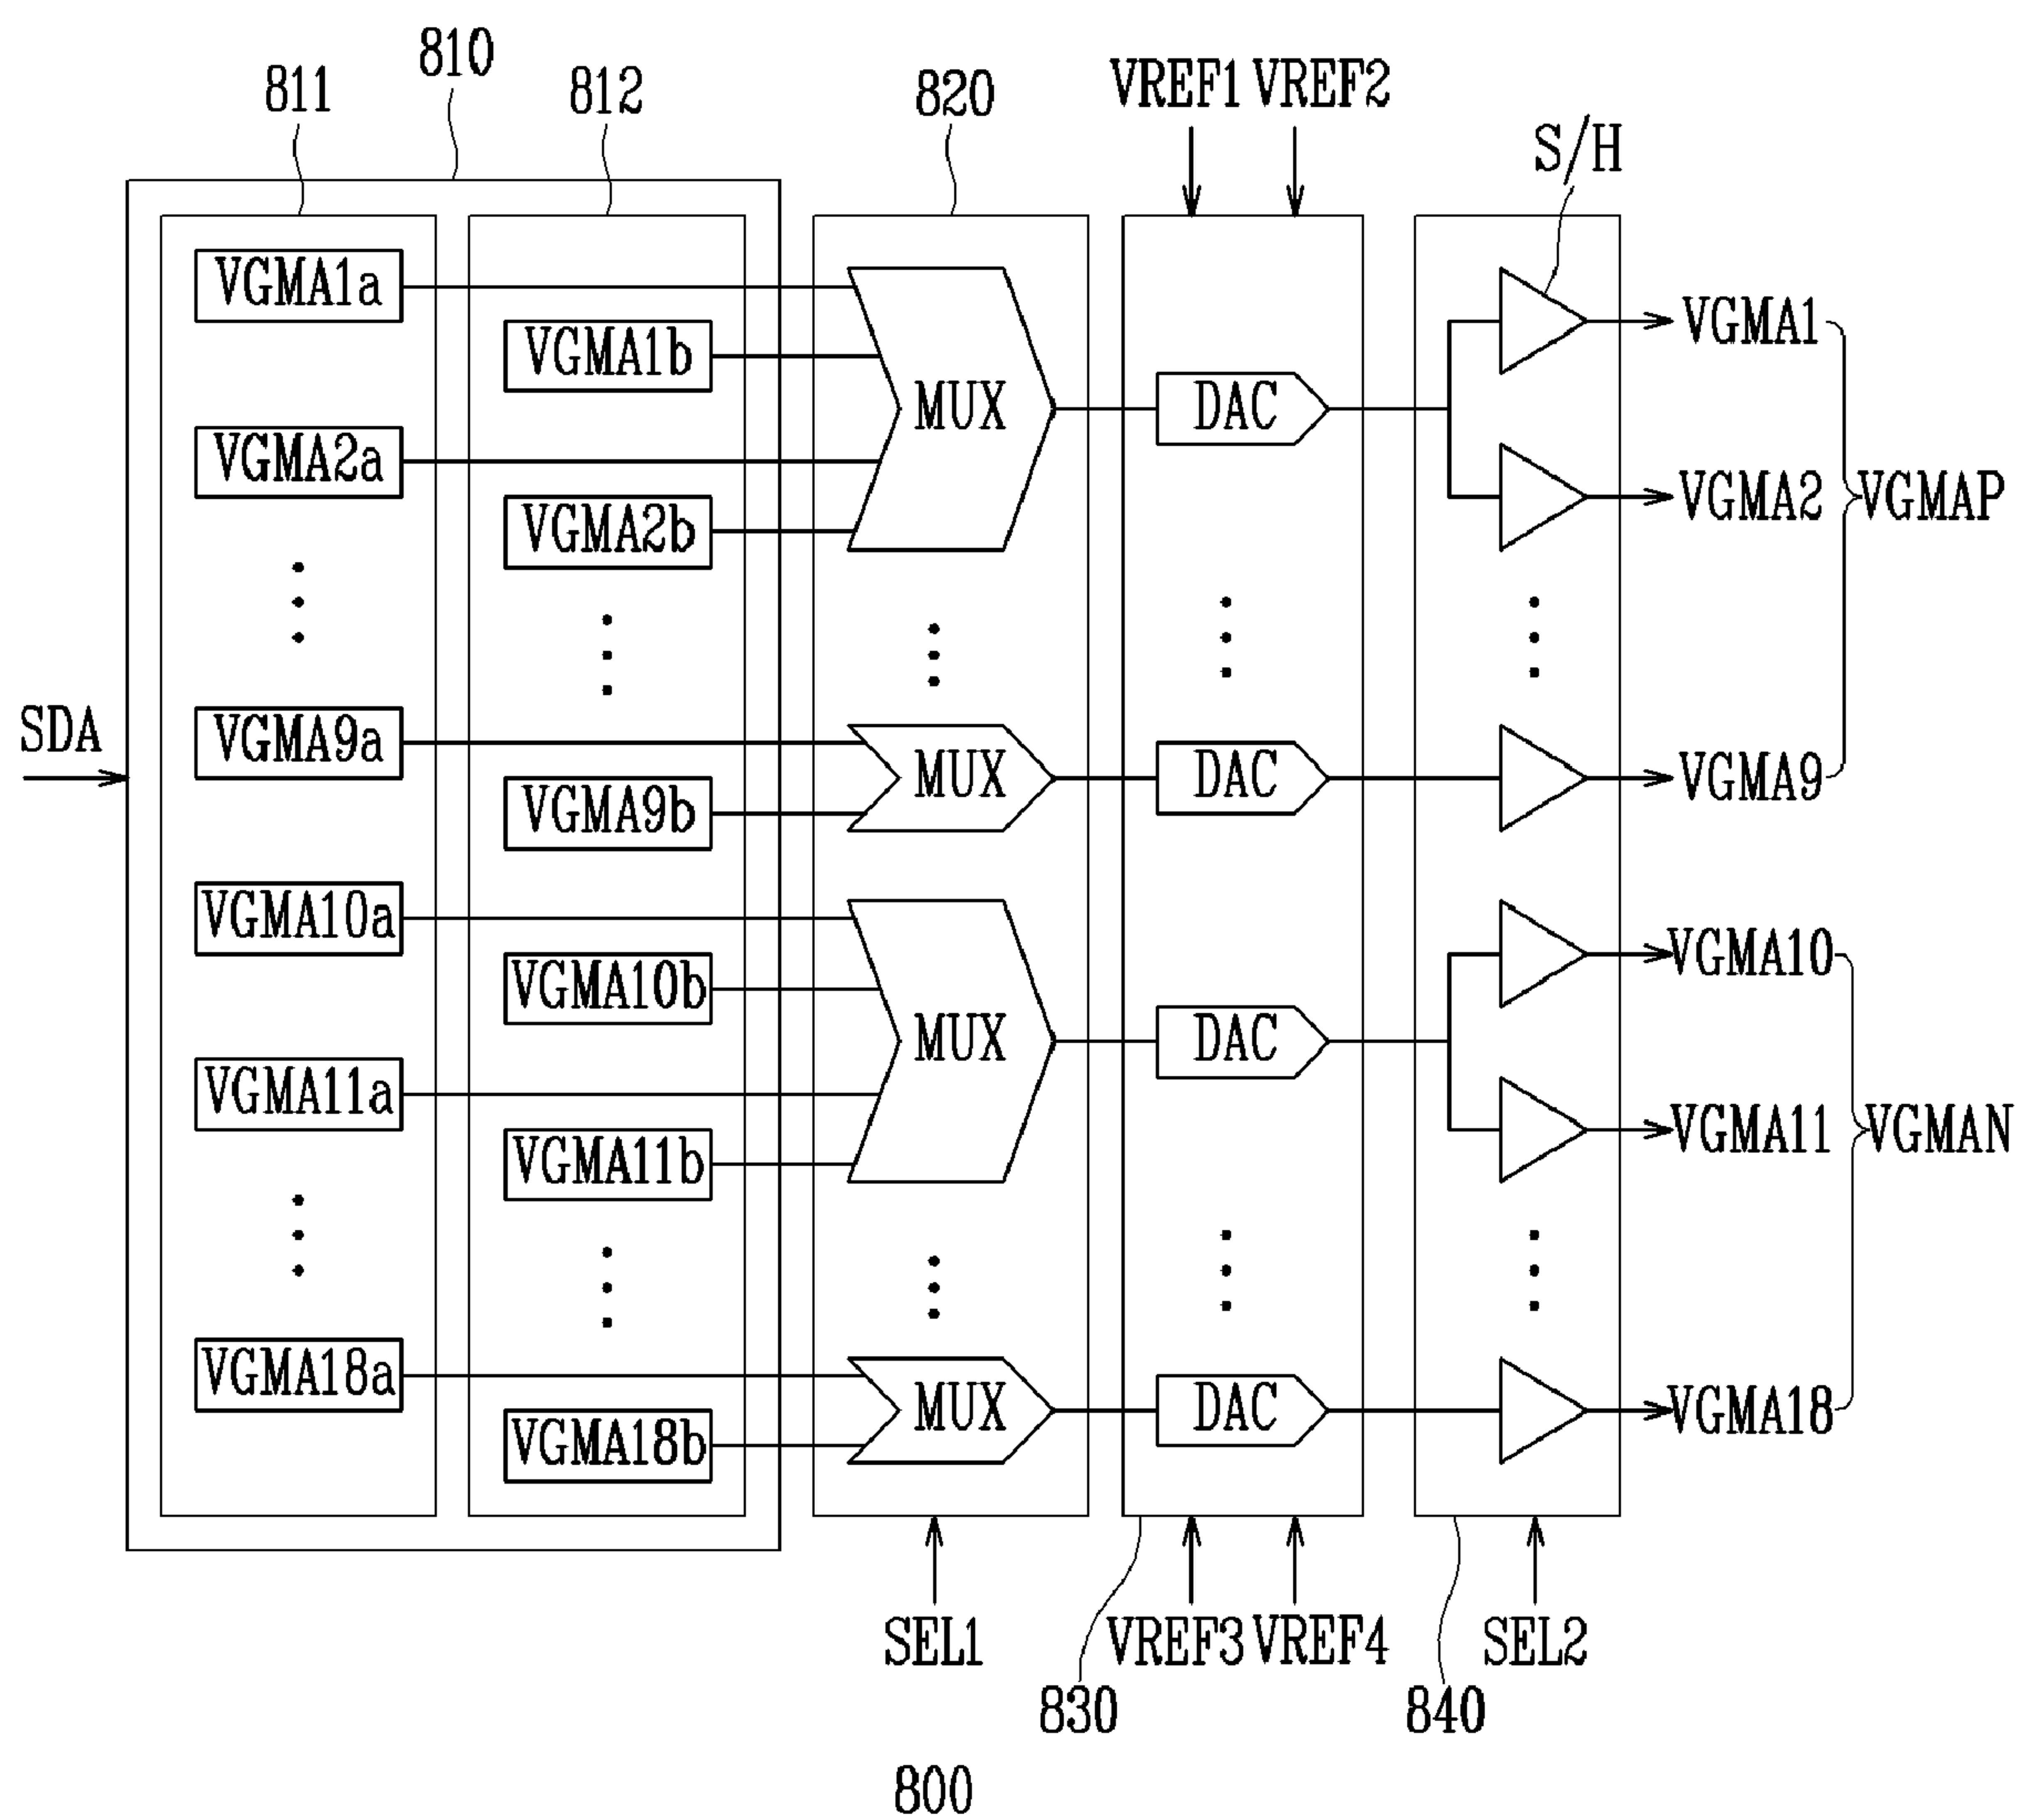 810
811
812
820
VREF1 VREF2
S/H
VGMA1a
VGMA1b
VGMA2a
VGMA2b
VGMA9a
VGMA9b
VGMA10a
VGMA10b
VGMA11a
VGMA11b
VGMA18a
VGMA18b
SDA
MUX
MUX
MUX
MUX
DAC
DAC
DAC
DAC
VGMA1
VGMA2
VGMAP
VGMA9
VGMA10
VGMA11
VGMAN
VGMA18
SEL1
VREF3 VREF4
SEL2
830
840
800